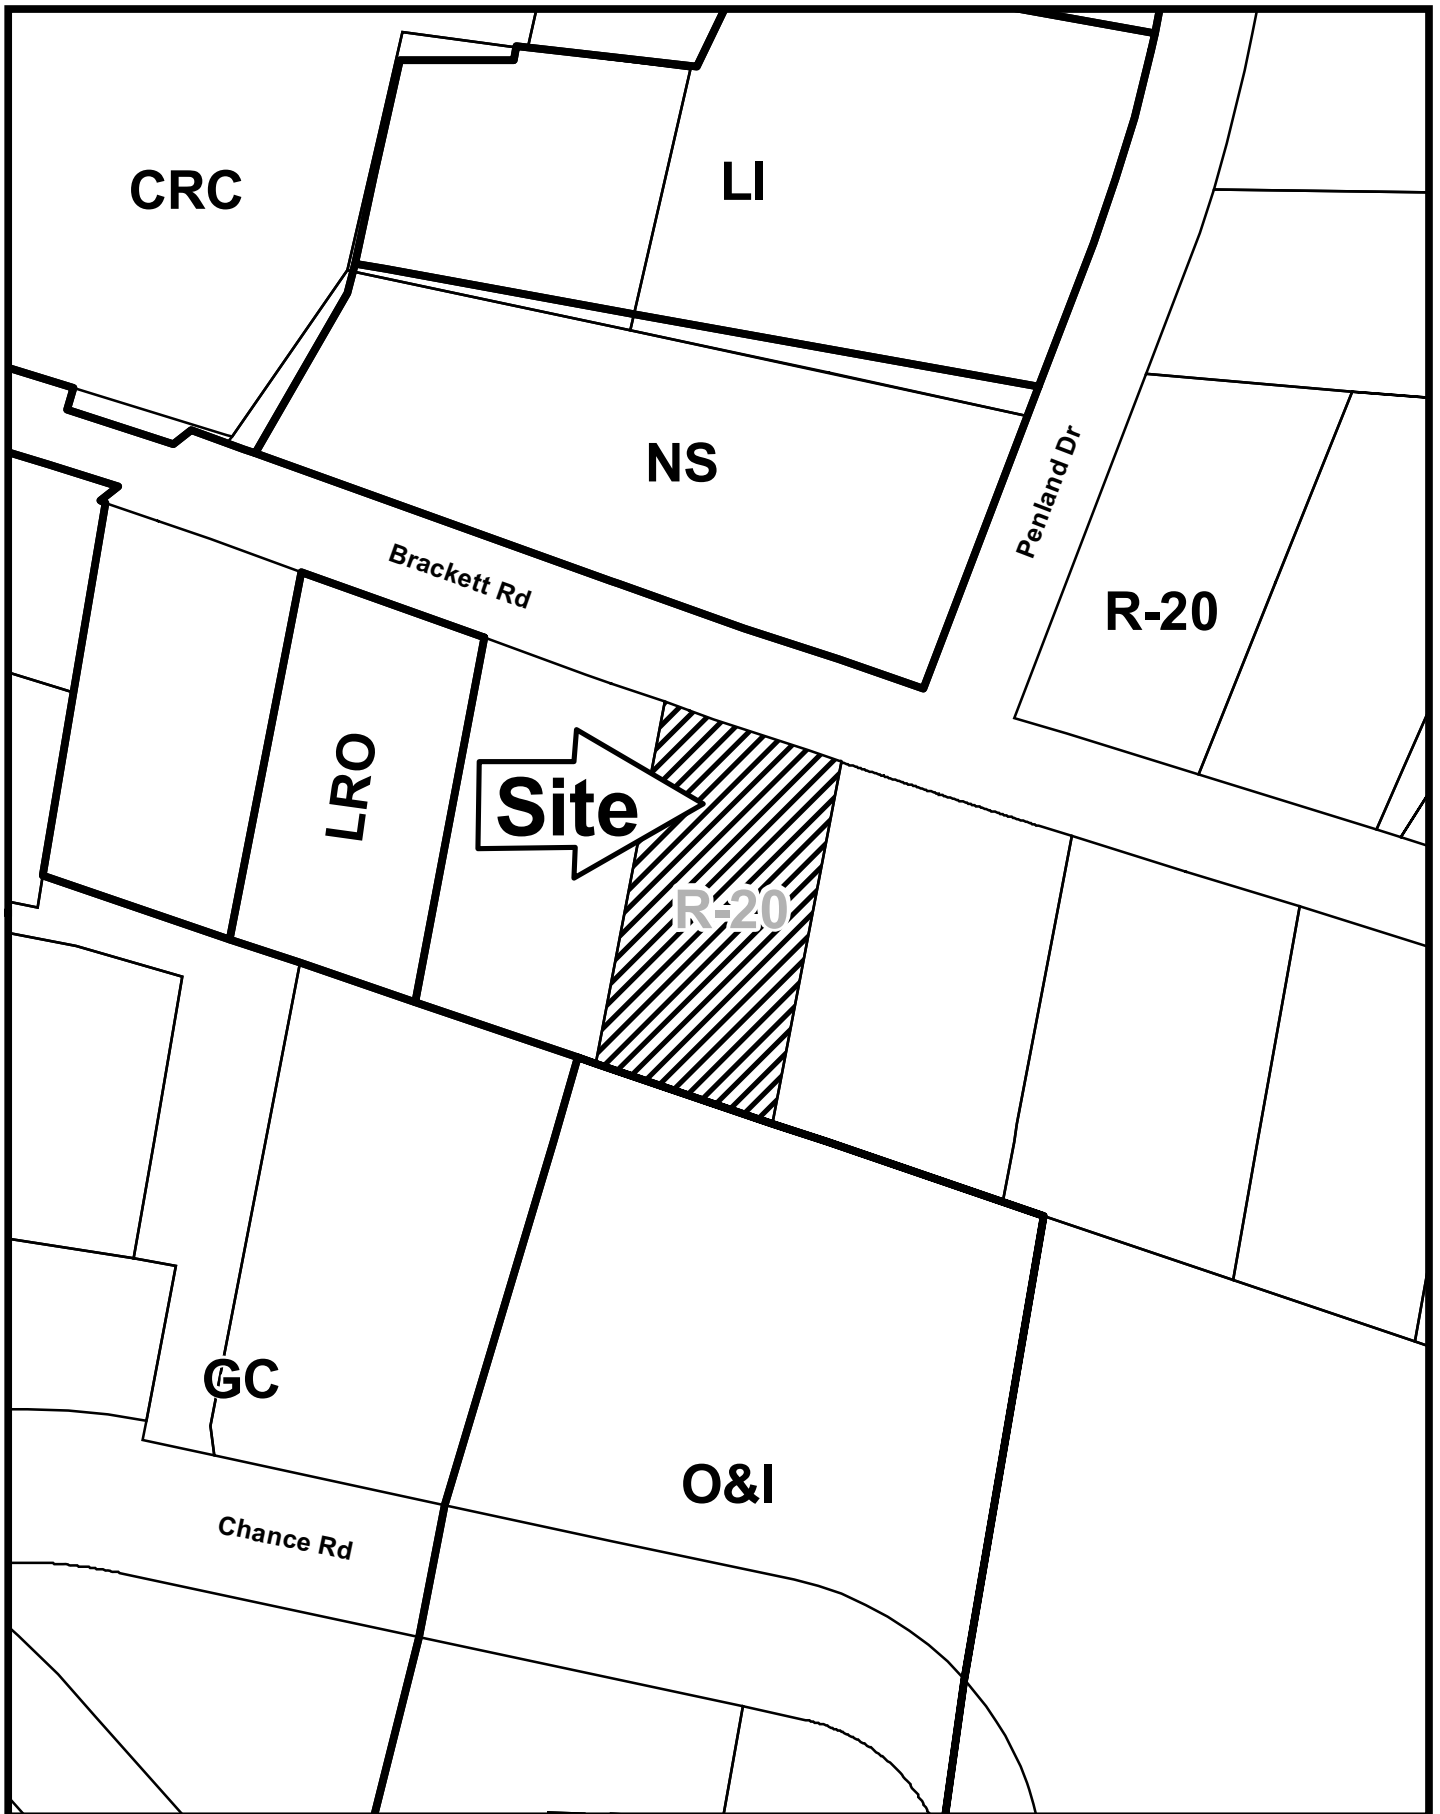 CRC
LI
NS
Penland Dr
Brackett Rd
R-20
LRO
Site
R-20
GC
O&I
Chance Rd